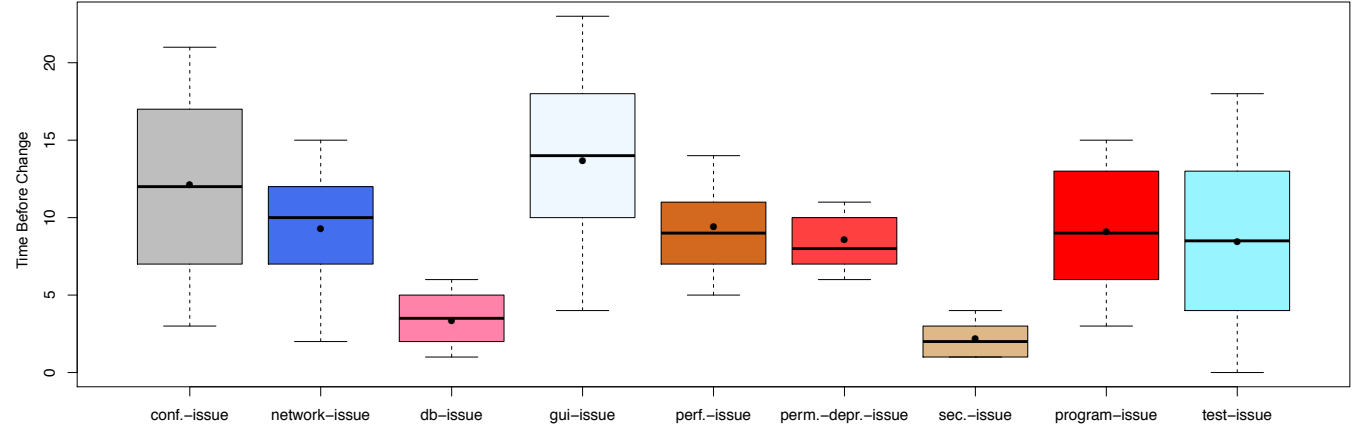 Time Before Change
20
15
10
5
0
conf.−issue
network−issue
db−issue
gui−issue
perf.−issue
perm.−depr.−issue
sec.−issue
program−issue
test−issue